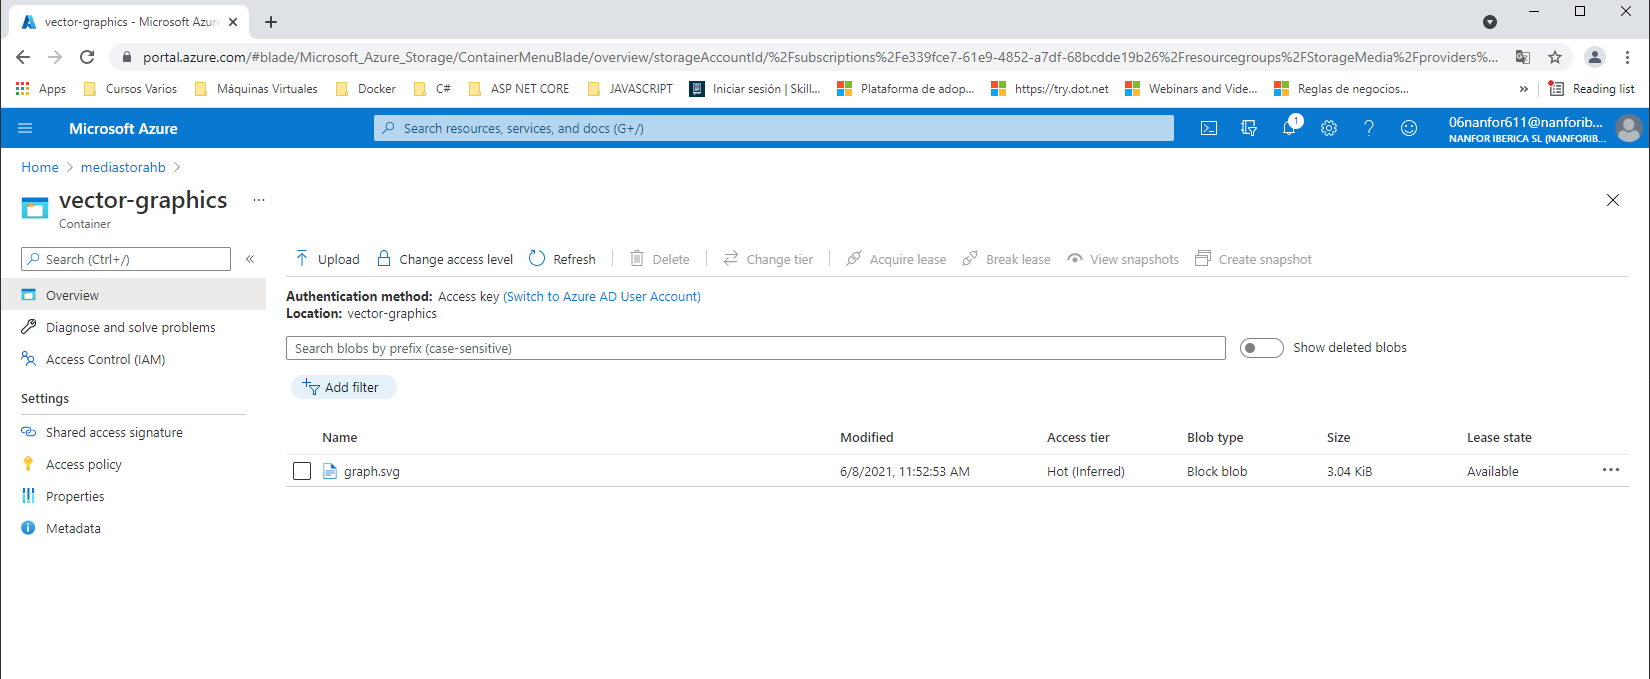 vector-graphics - Microsoft Azur
portal.azure.com/#blade/Microsoft_Azure_Storage/ContainerMenuBlade/overview/storageAccountId/%2Fsubscriptions%2Fe339fce7-61e9-4852-a7df-68bcdde19b26%2Fresourcegroups%2FStorageMedia%2Fproviders%...
Apps Cursos Varios Máquinas Virtuales Docker C# ASP NET CORE JAVASCRIPT Iniciar sesión | Skill... Plataforma de adop... https://try.dot.net Webinars and Vide... Reglas de negocios... » Reading list
Microsoft Azure Search resources, services, and docs (G+/) 1 06nanfor611@nanforib...
NANFOR IBERICA SL (NANFORIB...
Home > mediastorahb >
vector-graphics ...
Container
Search (Ctrl+/) «
Upload Change access level Refresh Delete Change tier Acquire lease Break lease View snapshots Create snapshot
Overview
Diagnose and solve problems
Access Control (IAM)
Settings
Shared access signature
Access policy
Properties
Metadata
Authentication method: Access key (Switch to Azure AD User Account)
Location: vector-graphics
Search blobs by prefix (case-sensitive) Show deleted blobs
Add filter
Name Modified Access tier Blob type Size Lease state
graph.svg 6/8/2021, 11:52:53 AM Hot (Inferred) Block blob 3.04 KiB Available ...